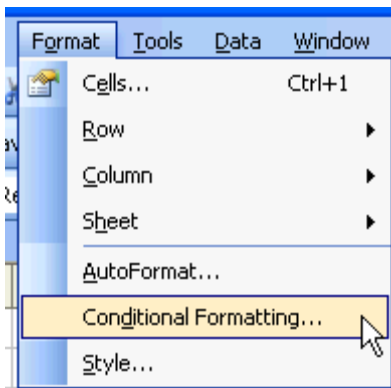 Format Tools Data Window
Cells... Ctrl+1
Row
Column
Sheet
AutoFormat...
Conditional Formatting...
Style...